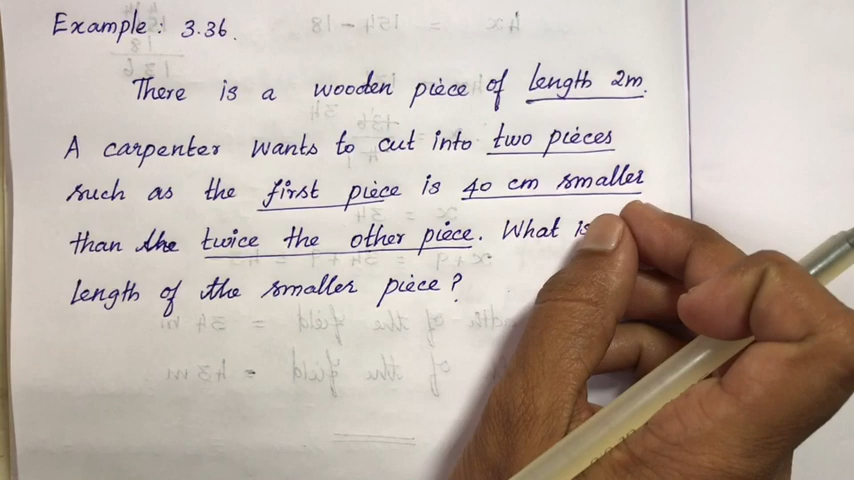 Example: 3.36.
There is a wooden piece of length 2m.
A carpenter wants to cut into two pieces
such as the first piece is 40 cm smaller
than the twice the other piece. What is
length of the smaller piece?